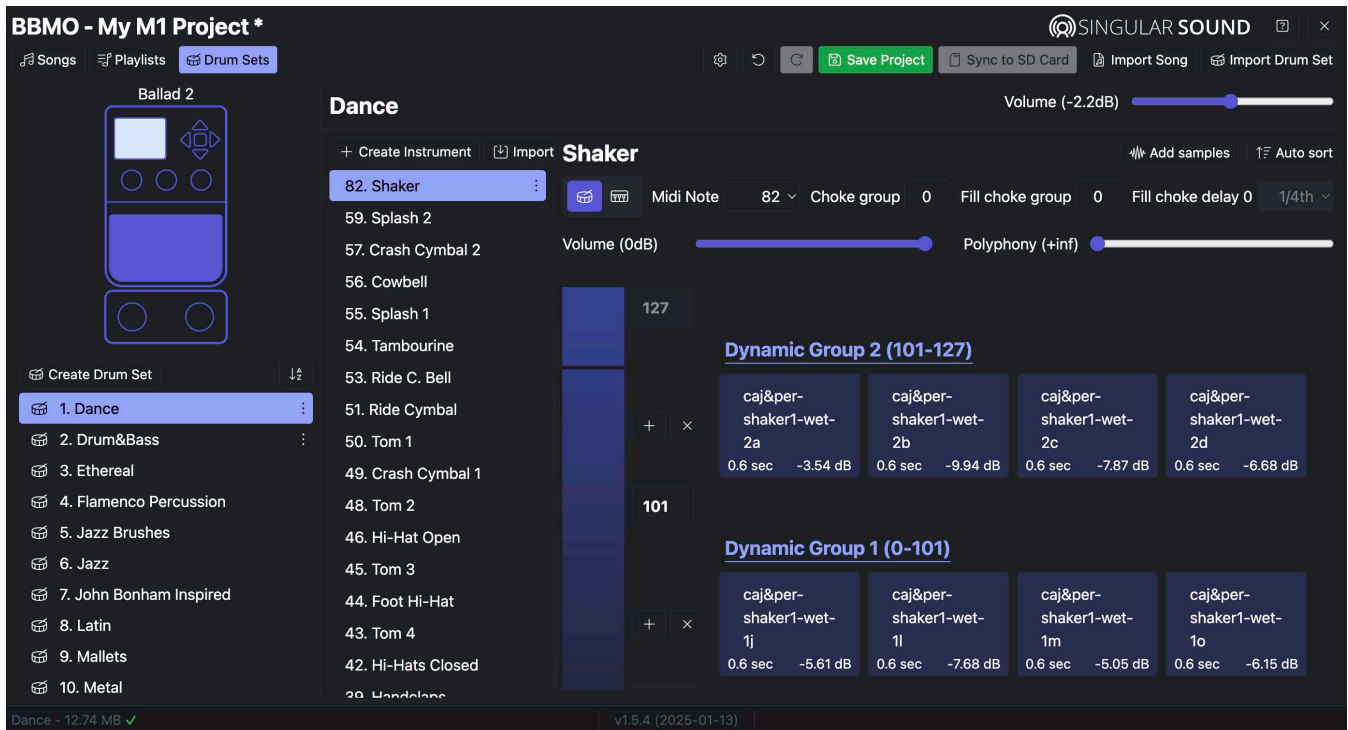 BBMO - My M1 Project *
SINGULAR SOUND
Songs
Playlists
Drum Sets
Save Project
Sync to SD Card
Import Song
Import Drum Set
Ballad 2
Create Drum Set
1. Dance
2. Drum&Bass
3. Ethereal
4. Flamenco Percussion
5. Jazz Brushes
6. Jazz
7. John Bonham Inspired
8. Latin
9. Mallets
10. Metal
Dance
Volume (-2.2dB)
+ Create Instrument
Import
82. Shaker
59. Splash 2
57. Crash Cymbal 2
56. Cowbell
55. Splash 1
54. Tambourine
53. Ride C. Bell
51. Ride Cymbal
50. Tom 1
49. Crash Cymbal 1
48. Tom 2
46. Hi-Hat Open
45. Tom 3
44. Foot Hi-Hat
43. Tom 4
42. Hi-Hats Closed
39. Handclaps
Shaker
Add samples
Auto sort
Midi Note 82
Choke group 0
Fill choke group 0
Fill choke delay 0 1/4th
Volume (0dB)
Polyphony (+inf)
127
Dynamic Group 2 (101-127)
caj&per-
shaker1-wet-
2a
0.6 sec -3.54 dB
caj&per-
shaker1-wet-
2b
0.6 sec -9.94 dB
caj&per-
shaker1-wet-
2c
0.6 sec -7.87 dB
caj&per-
shaker1-wet-
2d
0.6 sec -6.68 dB
101
Dynamic Group 1 (0-101)
caj&per-
shaker1-wet-
1j
0.6 sec -5.61 dB
caj&per-
shaker1-wet-
1l
0.6 sec -7.68 dB
caj&per-
shaker1-wet-
1m
0.6 sec -5.05 dB
caj&per-
shaker1-wet-
1o
0.6 sec -6.15 dB
Dance - 12.74 MB ✓
v1.5.4 (2025-01-13)